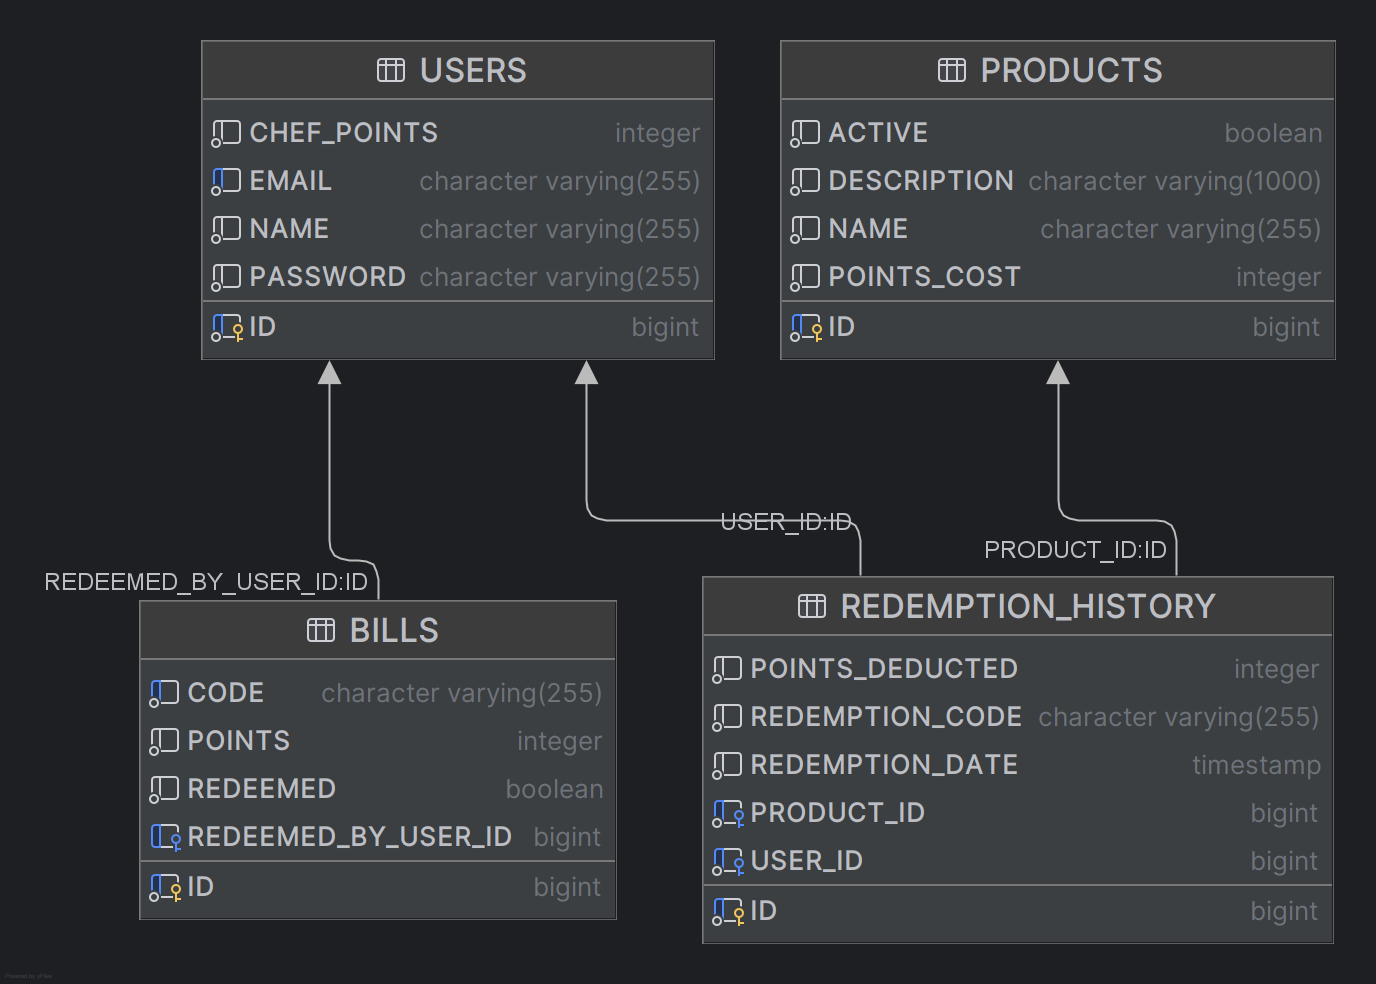 USERS
CHEF_POINTS integer
EMAIL character varying(255)
NAME character varying(255)
PASSWORD character varying(255)
ID bigint
PRODUCTS
ACTIVE boolean
DESCRIPTION character varying(1000)
NAME character varying(255)
POINTS_COST integer
ID bigint
USER_ID:ID
PRODUCT_ID:ID
REDEEMED_BY_USER_ID:ID
BILLS
CODE character varying(255)
POINTS integer
REDEEMED boolean
REDEEMED_BY_USER_ID bigint
ID bigint
REDEMPTION_HISTORY
POINTS_DEDUCTED integer
REDEMPTION_CODE character varying(255)
REDEMPTION_DATE timestamp
PRODUCT_ID bigint
USER_ID bigint
ID bigint
Powered by yFiles